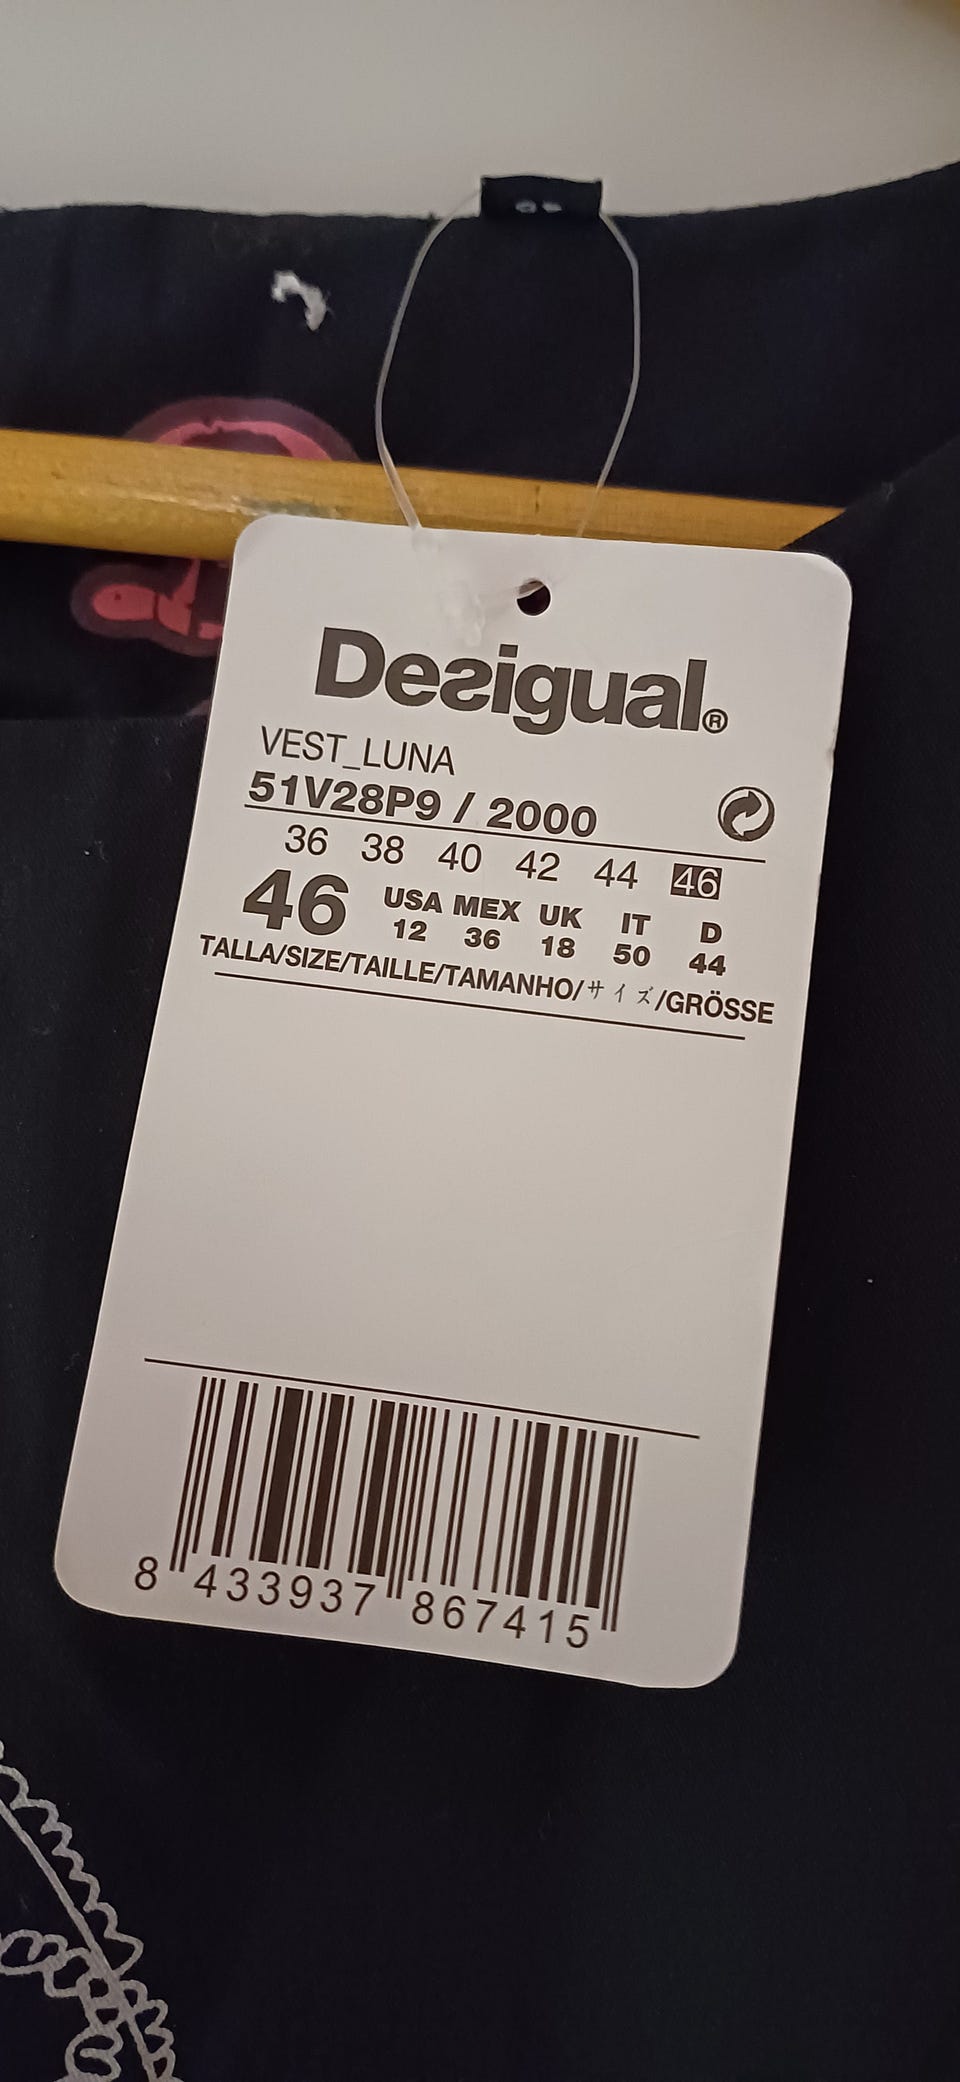 Desigual®
VEST_LUNA
51V28P9 / 2000
36 38 40 42 44 46
46 USA MEX UK IT D
12 36 18 50 44
TALLA/SIZE/TAILLE/TAMANHO/サイズ/GRÖSSE
8 433937 867415